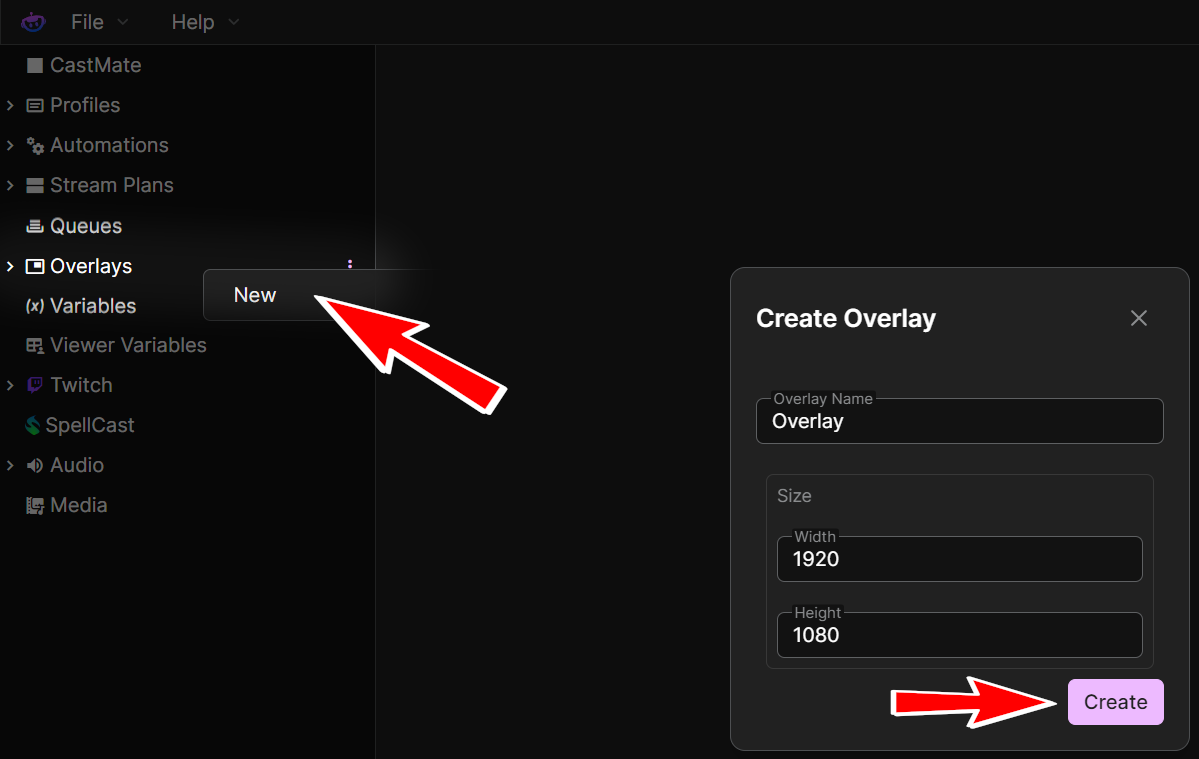 File
Help
CastMate
Profiles
Automations
Stream Plans
Queues
Overlays
New
(x) Variables
Viewer Variables
Twitch
SpellCast
Audio
Media
Create Overlay
Overlay Name
Overlay
Size
Width
1920
Height
1080
Create